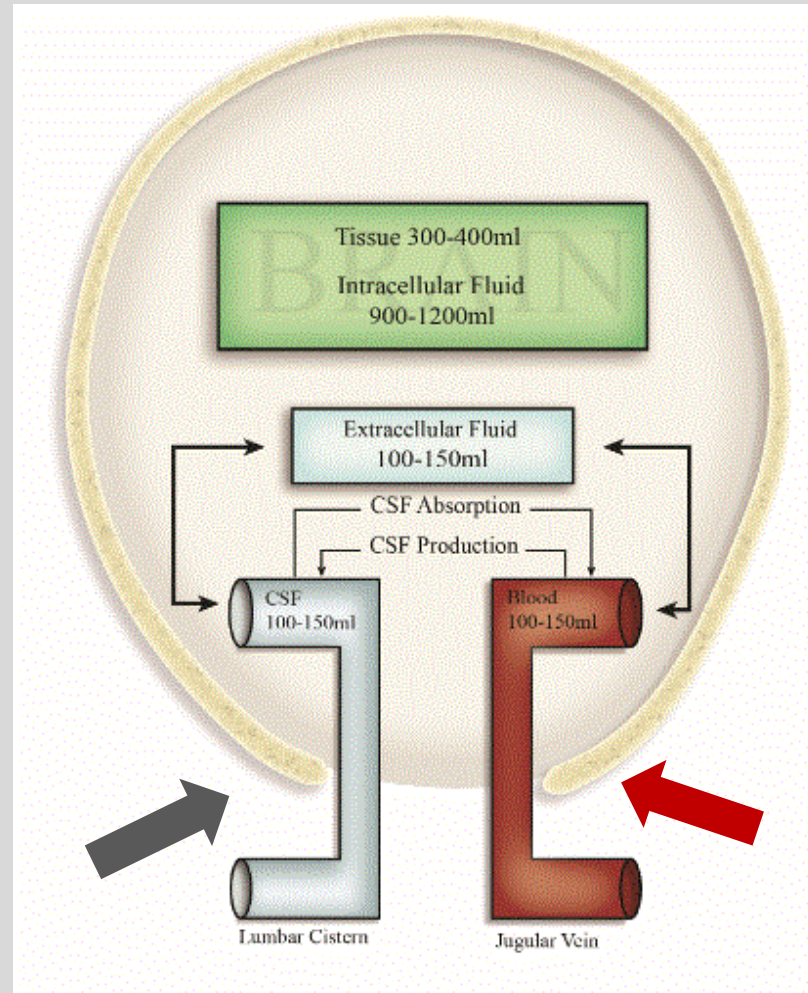 BRAIN
Tissue 300-400ml
Intracellular Fluid
900-1200ml
Extracellular Fluid
100-150ml
CSF Absorption
CSF Production
CSF
100-150ml
Blood
100-150ml
Lumbar Cistern
Jugular Vein